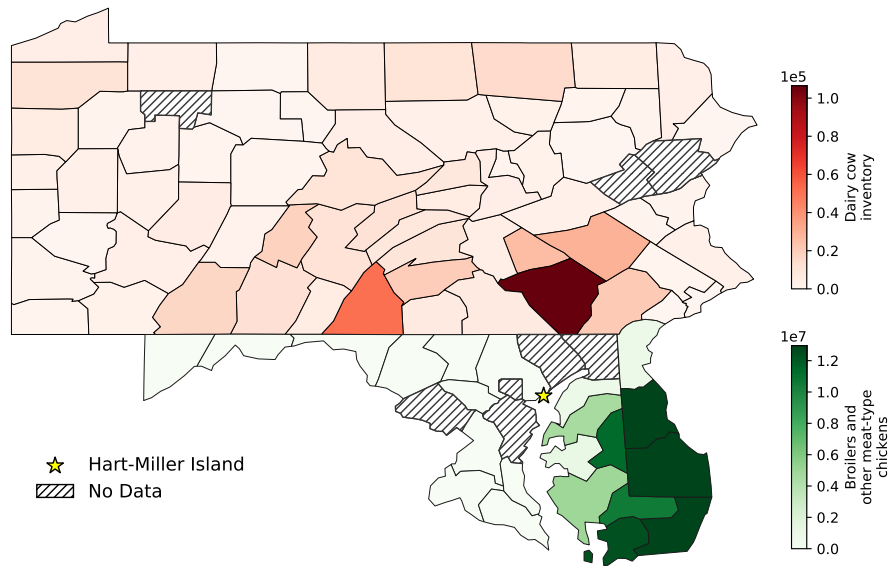 1e5
1.0
0.8
0.6
0.4
0.2
0.0
Dairy cow
inventory
1e7
1.2
1.0
0.8
0.6
0.4
0.2
0.0
Broilers and
other meat-type
chickens
Hart-Miller Island
No Data